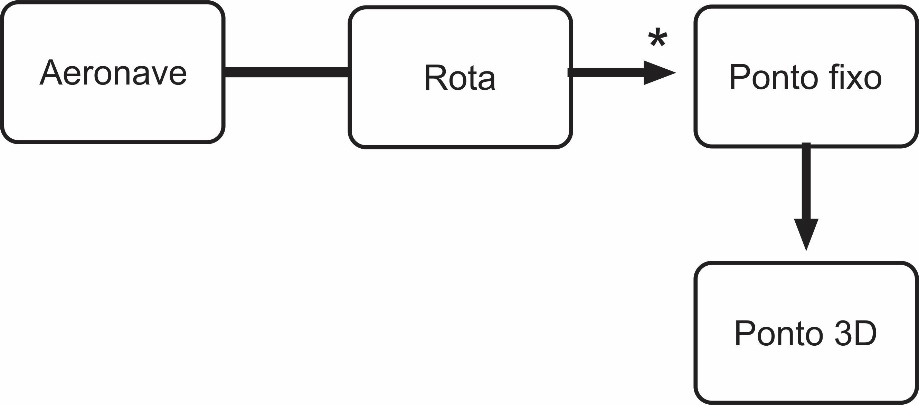 Aeronave
Rota
*
Ponto fixo
Ponto 3D